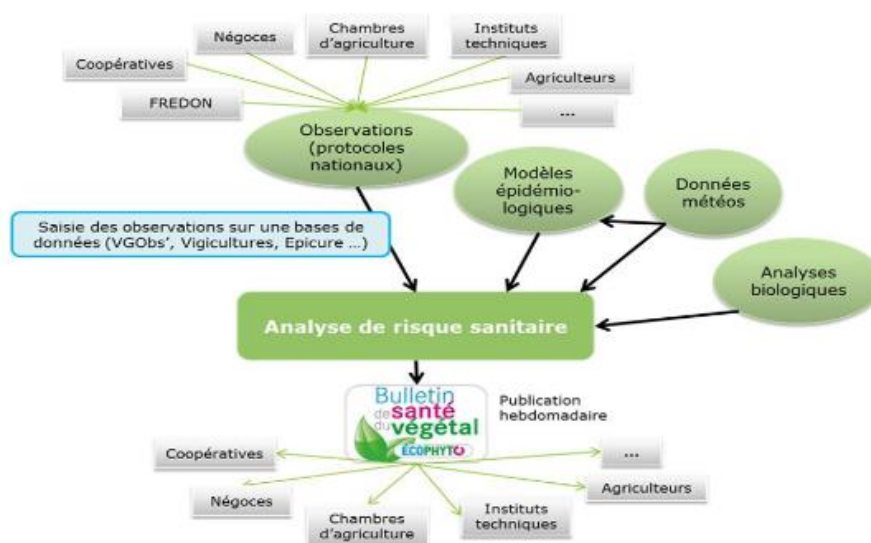 Négoces
Chambres
d'agriculture
Instituts
techniques
Coopératives
Agriculteurs
FREDON
...
Observations
(protocoles
nationaux)
Modèles
épidémio-
logiques
Données
météos
Saisie des observations sur une bases de
données (VGObs', Vigicultures, Epicure ...)
Analyses
biologiques
Analyse de risque sanitaire
Bulletin
de santé
du végétal
ÉCOPHYTO
Publication
hebdomadaire
Coopératives
...
Négoces
Agriculteurs
Chambres
d'agriculture
Instituts
techniques